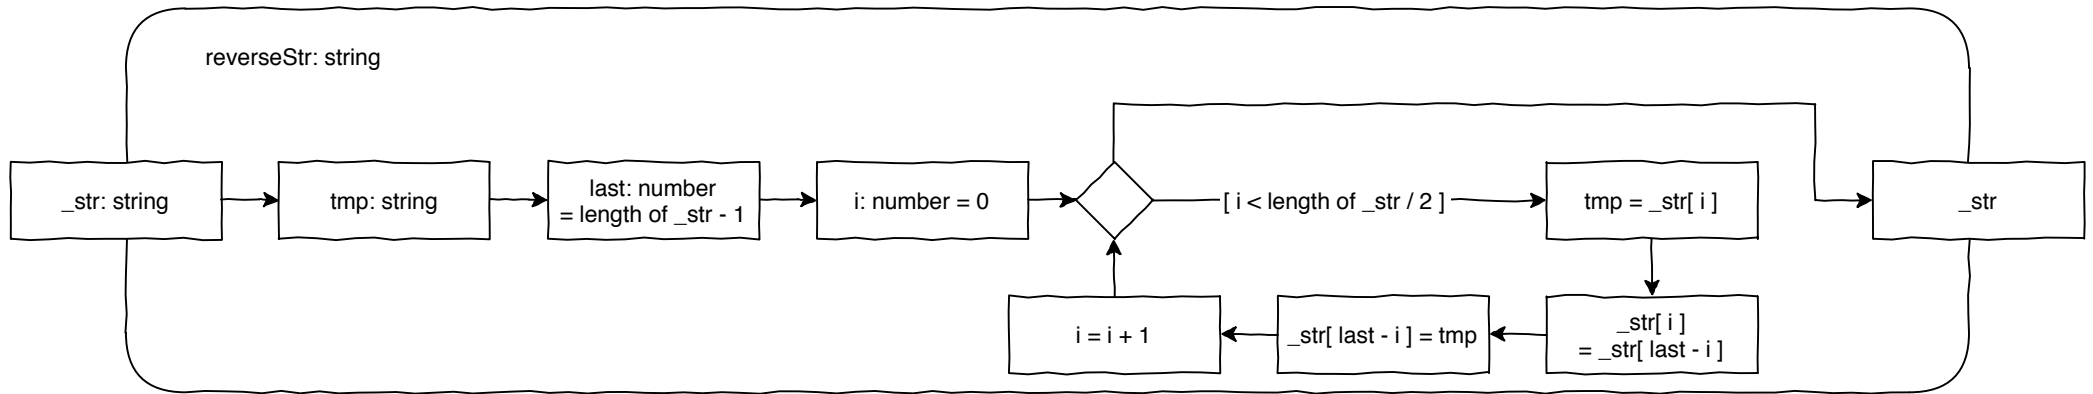 reverseStr: string
_str: string
tmp: string
last: number
= length of _str - 1
i: number = 0
[ i < length of _str / 2 ]
tmp = _str[ i ]
_str
_str[ i ]
= _str[ last - i ]
_str[ last - i ] = tmp
i = i + 1